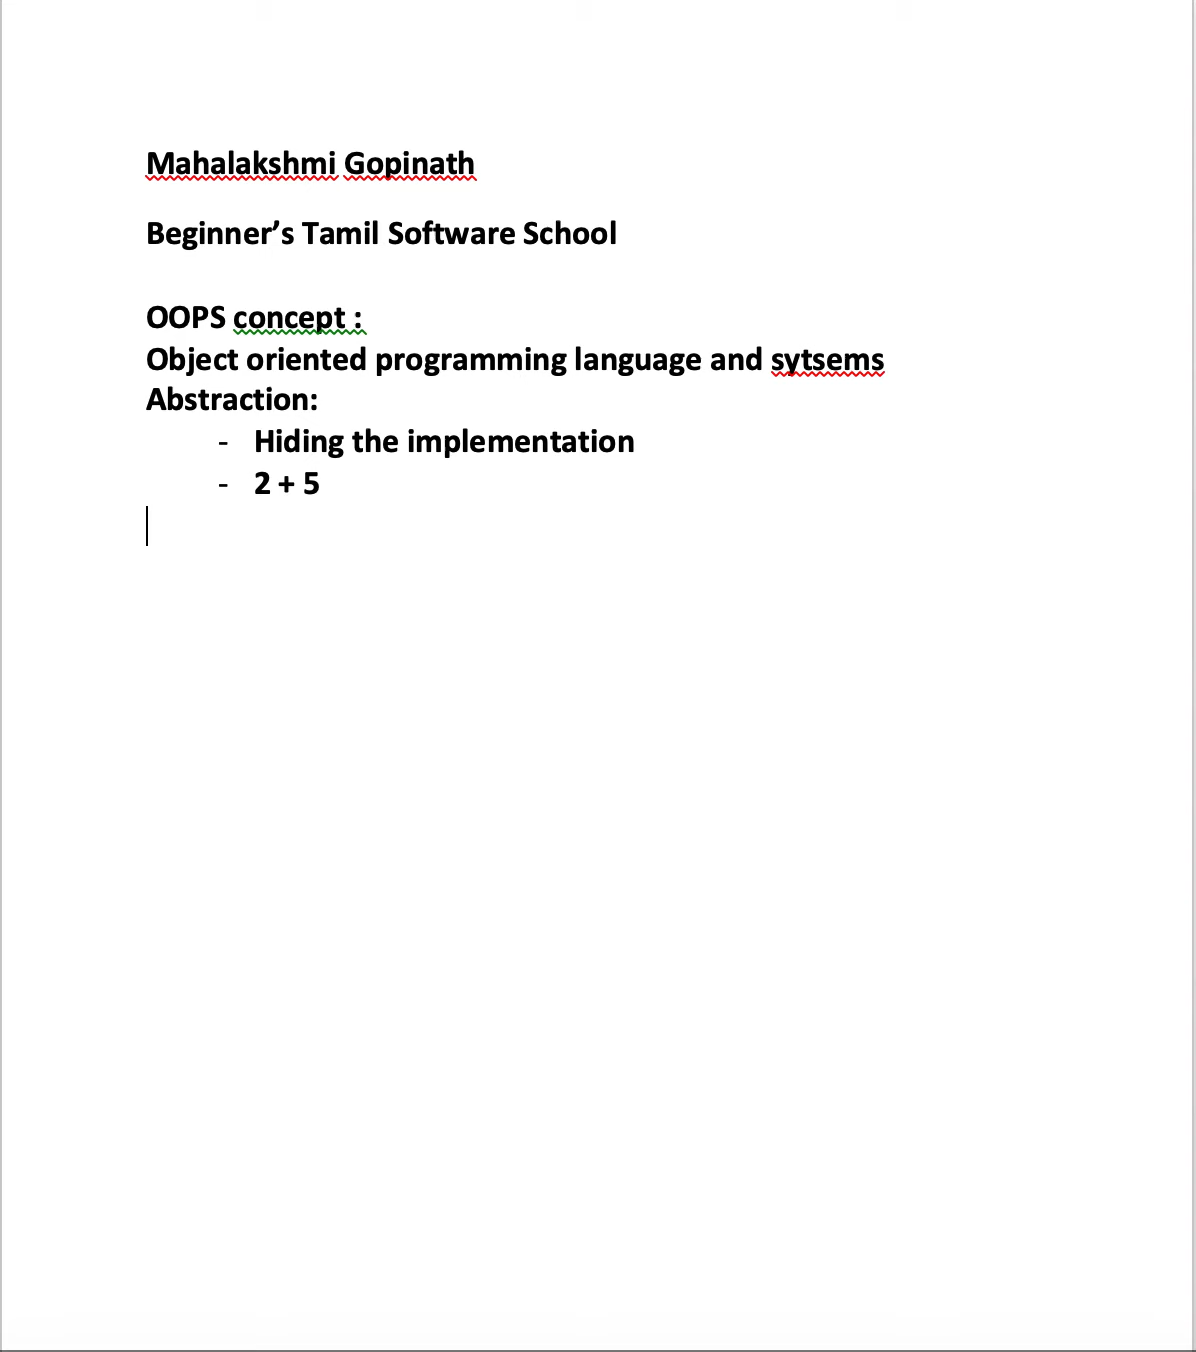 Mahalakshmi Gopinath
Beginner’s Tamil Software School
OOPS concept :
Object oriented programming language and sytsems
Abstraction:
- Hiding the implementation
- 2 + 5